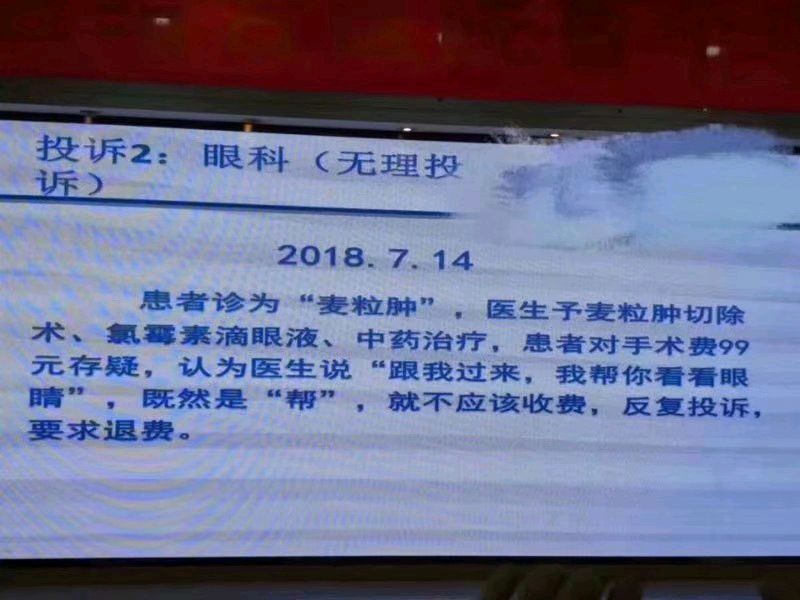 投诉2：眼科（无理投
诉）
2018.7.14
患者诊为“麦粒肿”，医生予麦粒肿切除
术、氯霉素滴眼液、中药治疗，患者对手术费99
元存疑，认为医生说“跟我过来，我帮你看看眼
睛”，既然是“帮”，就不应该收费，反复投诉，
要求退费。